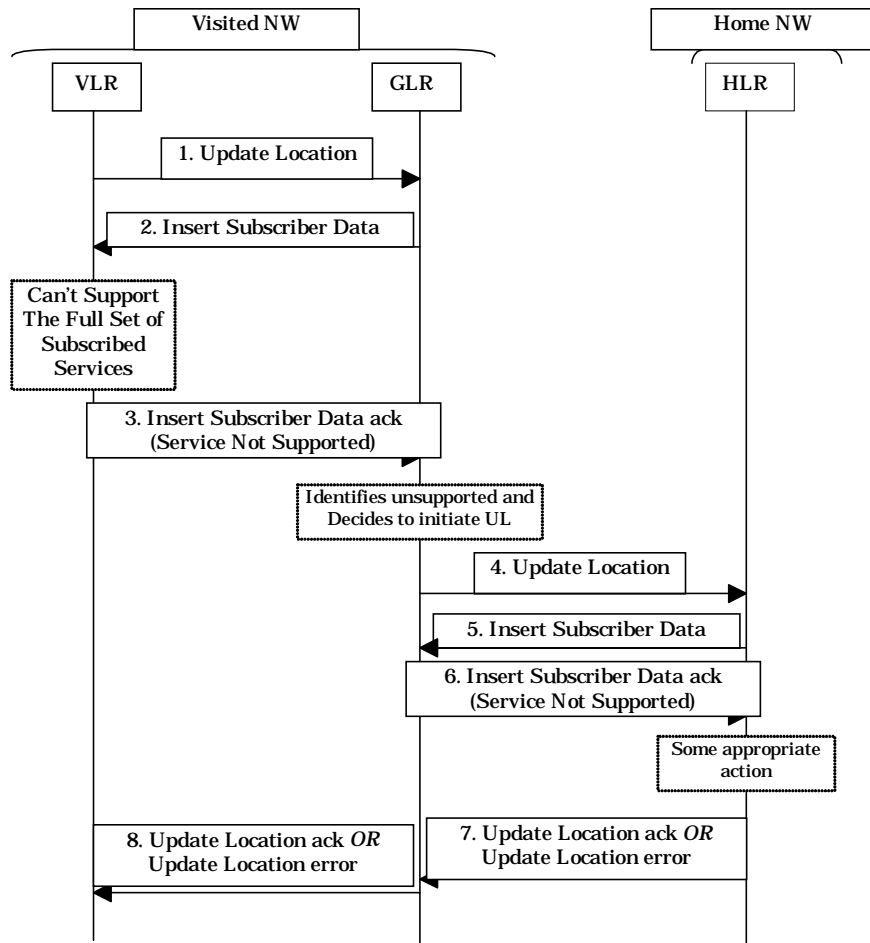 Visited NW
Home NW
VLR
GLR
HLR
1. Update Location
2. Insert Subscriber Data
Can't Support
The Full Set of
Subscribed
Services
3. Insert Subscriber Data ack
(Service Not Supported)
Identifies unsupported and
Decides to initiate UL
4. Update Location
5. Insert Subscriber Data
6. Insert Subscriber Data ack
(Service Not Supported)
Some appropriate
action
7. Update Location ack OR
Update Location error
8. Update Location ack OR
Update Location error